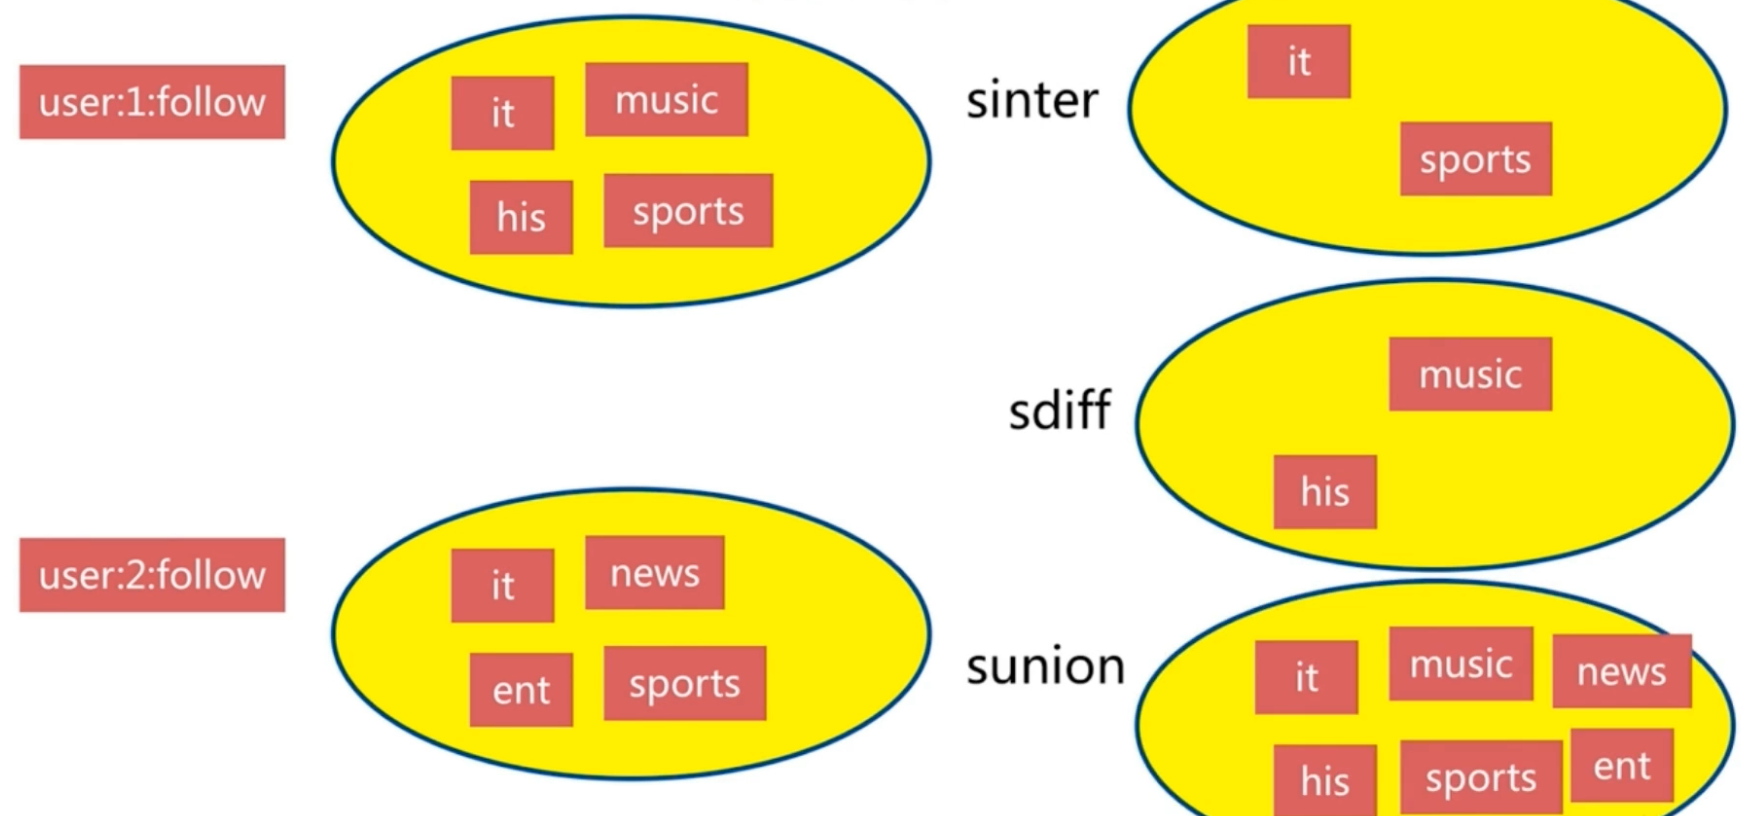 user:1:follow
it
music
his
sports
sinter
it
sports
sdiff
music
his
user:2:follow
it
news
ent
sports
sunion
it
music
news
his
sports
ent